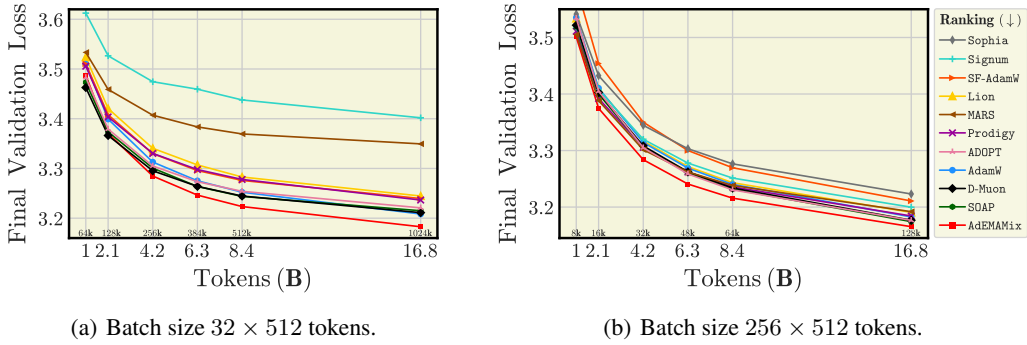 Final Validation Loss
3.6
3.5
3.4
3.3
3.2
64k 128k 256k 384k 512k 1024k
1 2.1 4.2 6.3 8.4 16.8
Tokens (B)
(a) Batch size 32 × 512 tokens.
Final Validation Loss
3.5
3.4
3.3
3.2
8k 16k 32k 48k 64k 128k
1 2.1 4.2 6.3 8.4 16.8
Tokens (B)
(b) Batch size 256 × 512 tokens.
Ranking (↓)
Sophia
Signum
SF-AdamW
Lion
MARS
Prodigy
ADOPT
AdamW
D-Muon
SOAP
AdEMAMix